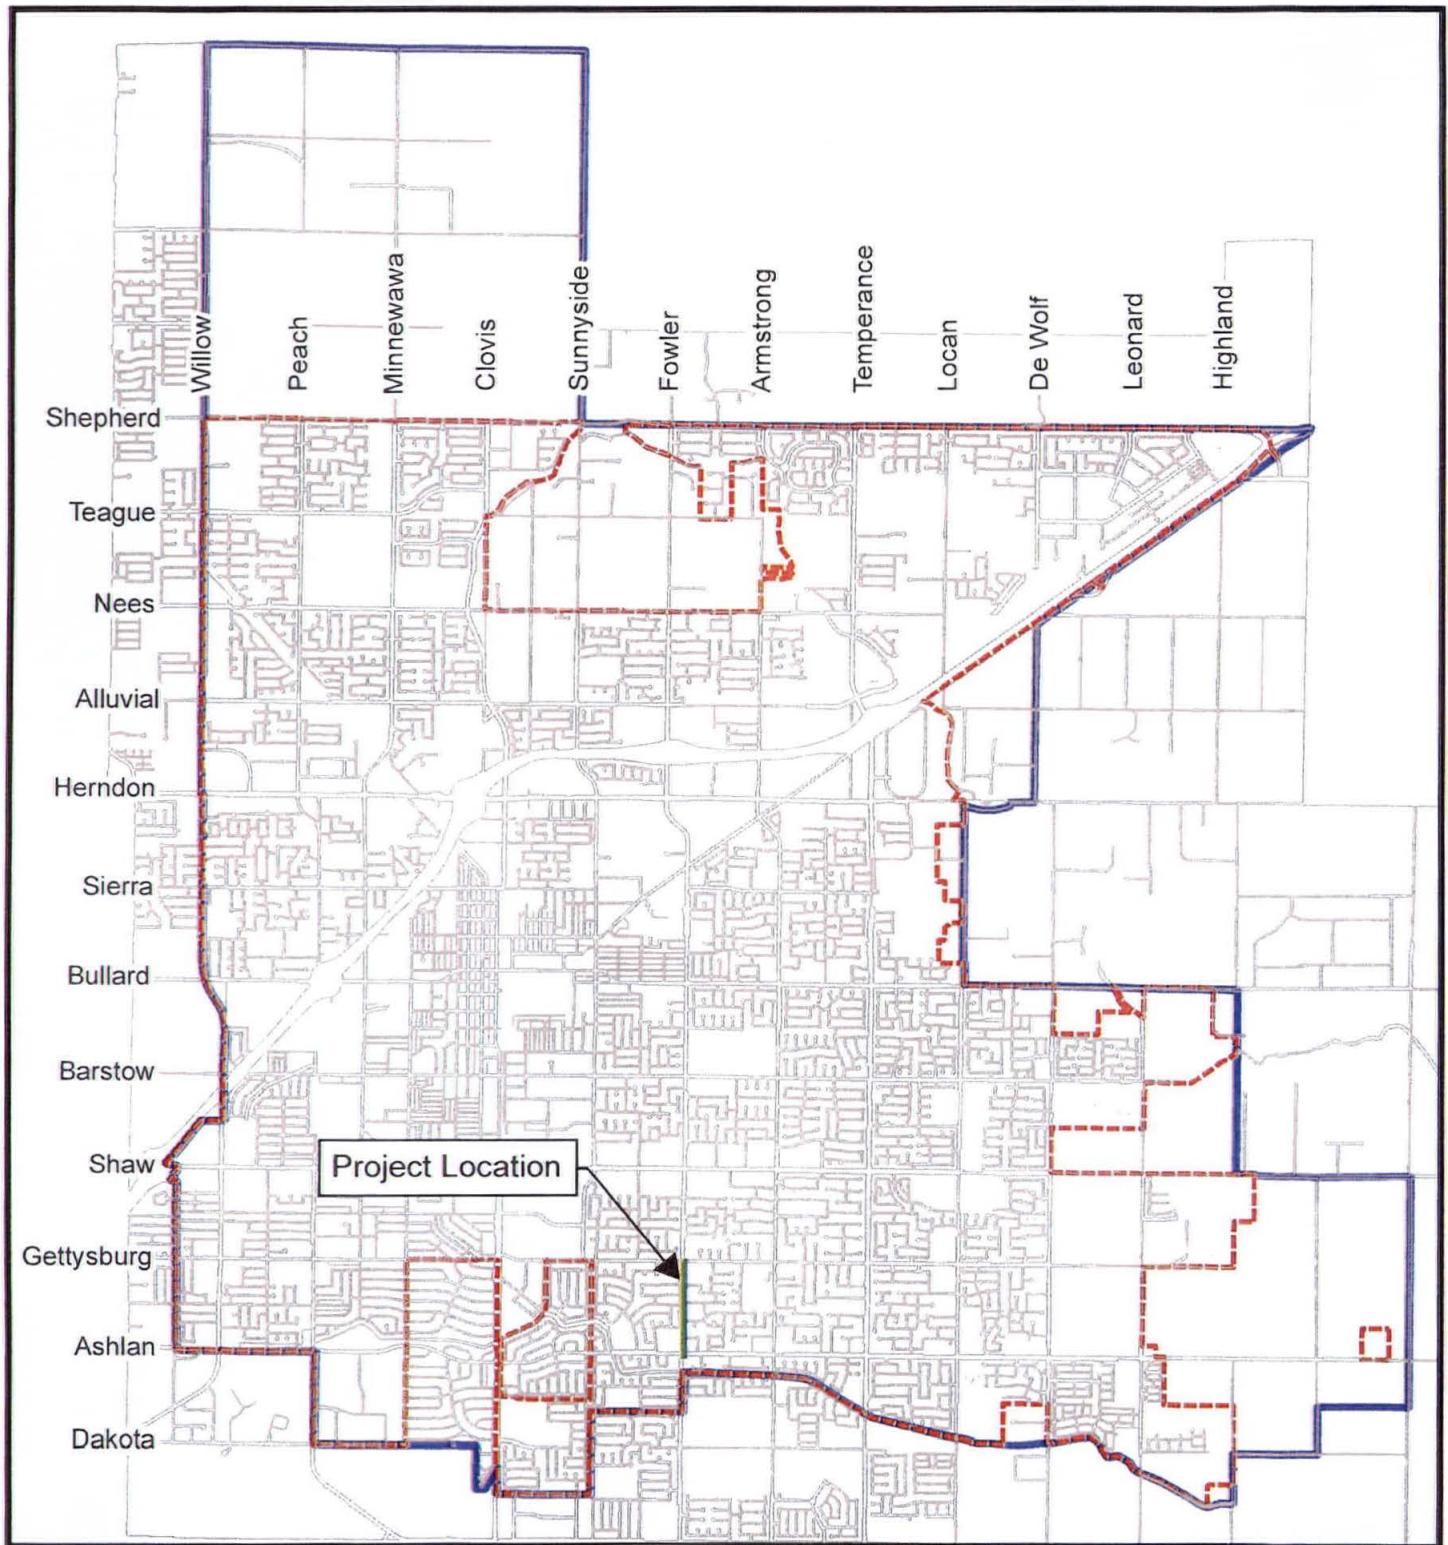 Willow
Peach
Minnewawa
Clovis
Sunnyside
Fowler
Armstrong
Temperance
Locan
De Wolf
Leonard
Highland
Shepherd
Teague
Nees
Alluvial
Herndon
Sierra
Bullard
Barstow
Shaw
Project Location
Gettysburg
Ashlan
Dakota